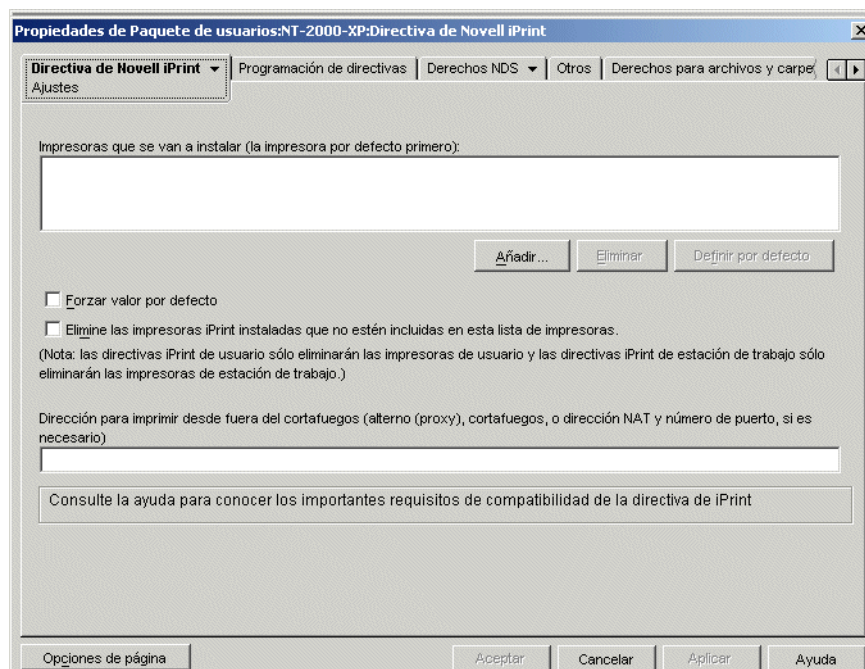 Propiedades de Paquete de usuarios:NT-2000-XP:Directiva de Novell iPrint
Directiva de Novell iPrint
Programación de directivas
Derechos NDS
Otros
Derechos para archivos y carpe
Ajustes
Impresoras que se van a instalar (la impresora por defecto primero):
Añadir...
Eliminar
Definir por defecto
Forzar valor por defecto
Elimine las impresoras iPrint instaladas que no estén incluidas en esta lista de impresoras.
(Nota: las directivas iPrint de usuario sólo eliminarán las impresoras de usuario y las directivas iPrint de estación de trabajo sólo
eliminarán las impresoras de estación de trabajo.)
Dirección para imprimir desde fuera del cortafuegos (alterno (proxy), cortafuegos, o dirección NAT y número de puerto, si es
necesario)
Consulte la ayuda para conocer los importantes requisitos de compatibilidad de la directiva de iPrint
Opciones de página
Aceptar
Cancelar
Aplicar
Ayuda